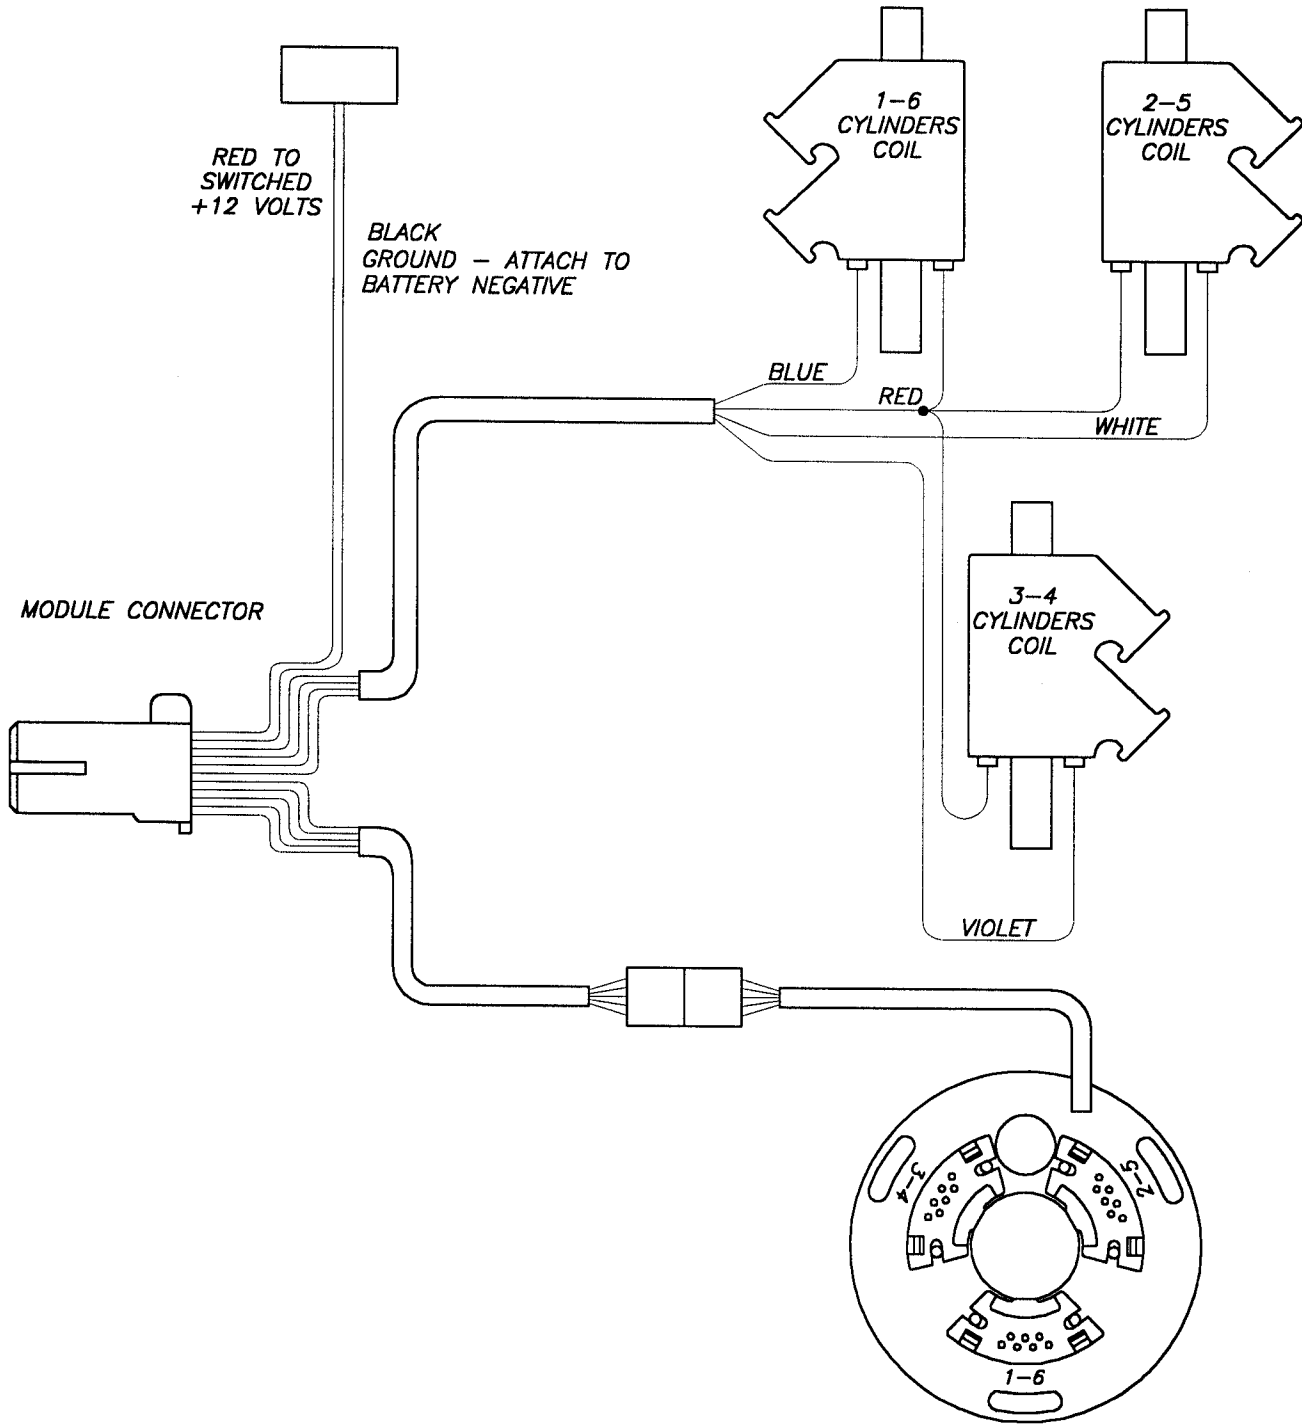 1-6
CYLINDERS
COIL
2-5
CYLINDERS
COIL
RED TO
SWITCHED
+12 VOLTS
BLACK
GROUND - ATTACH TO
BATTERY NEGATIVE
BLUE
RED
WHITE
3-4
CYLINDERS
COIL
MODULE CONNECTOR
VIOLET
3-4
2-5
1-6